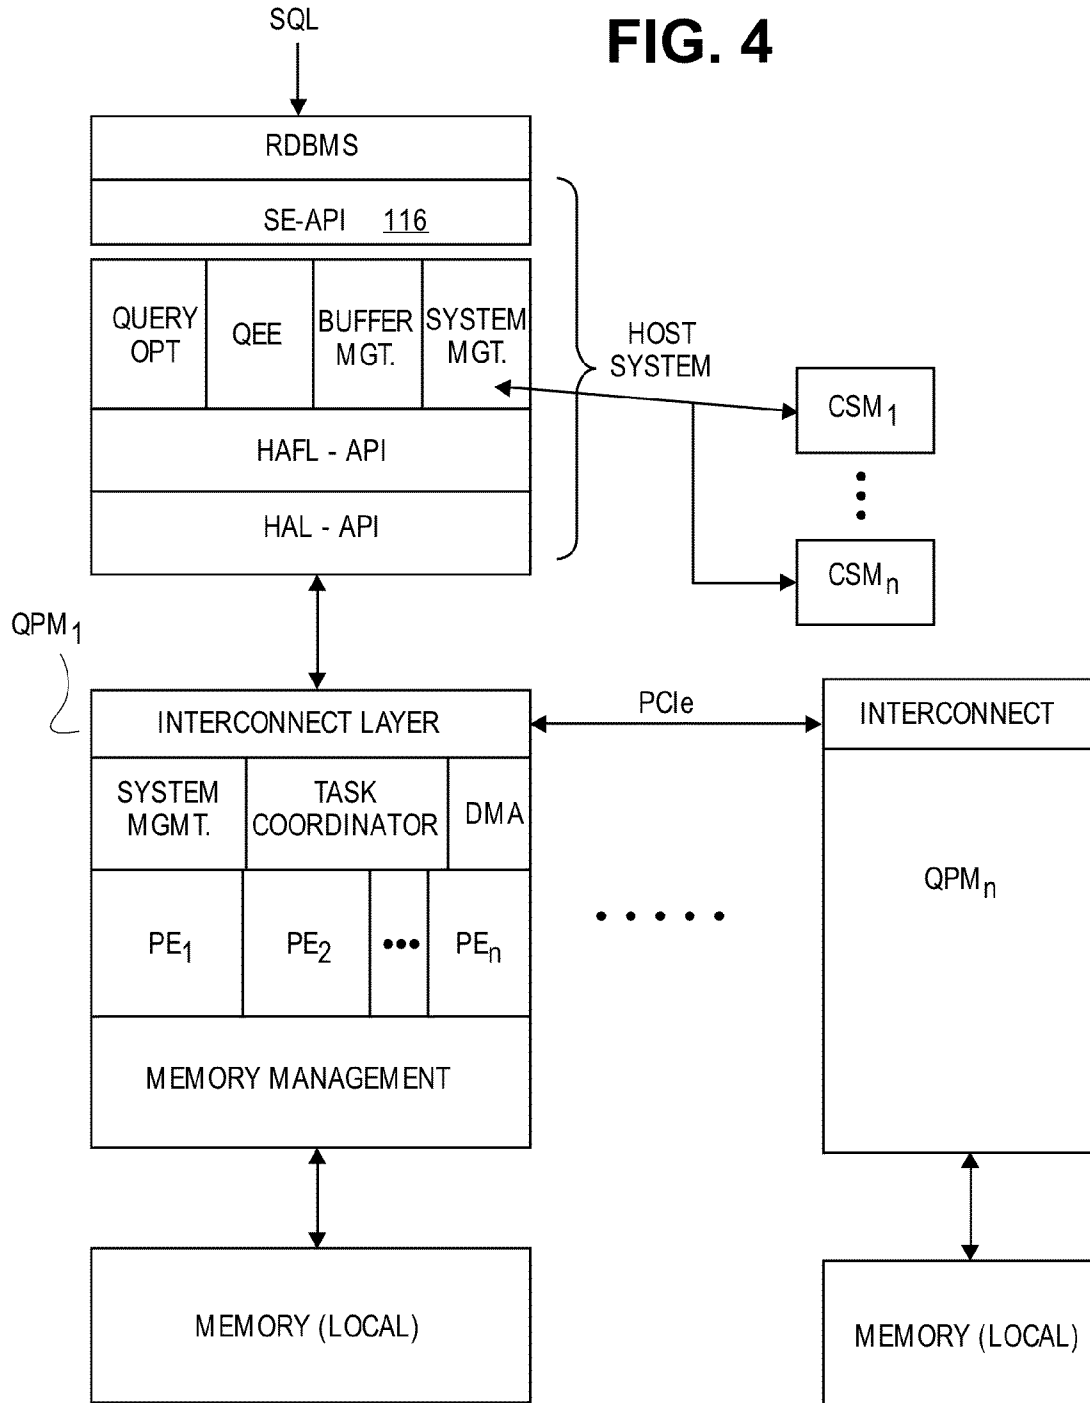 SQL
FIG. 4
RDBMS
SE-API 116
QUERY
OPT
QEE
BUFFER
MGT.
SYSTEM
MGT.
HOST
SYSTEM
CSM1
HAFL - API
HAL - API
CSMn
QPM1
INTERCONNECT LAYER
PCIe
INTERCONNECT
SYSTEM
MGMT.
TASK
COORDINATOR
DMA
QPMn
PE1
PE2
PEn
MEMORY MANAGEMENT
MEMORY (LOCAL)
MEMORY (LOCAL)